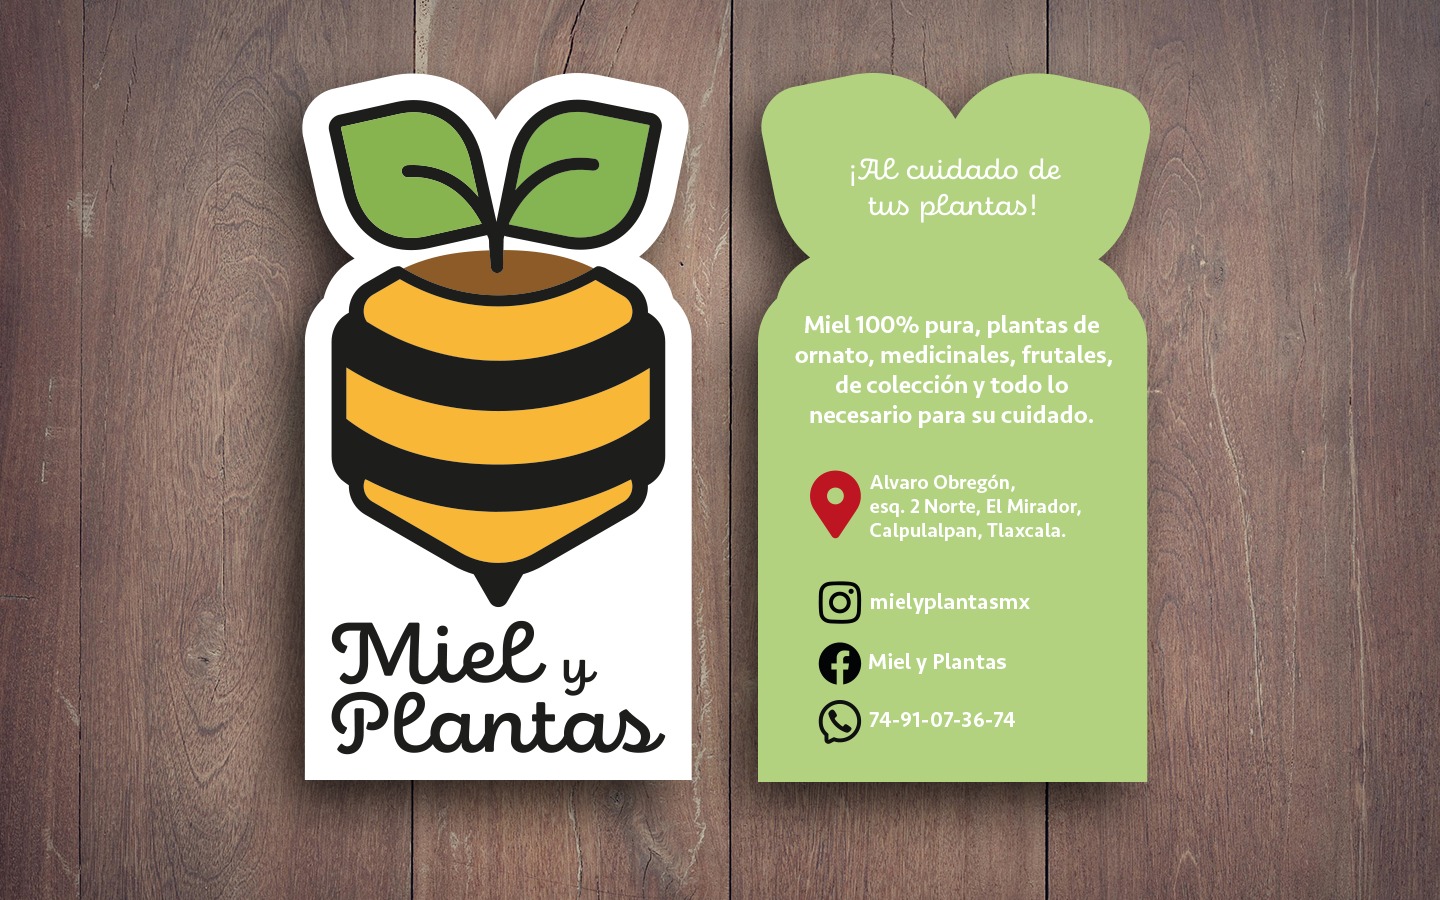 Miel y
Plantas
¡Al cuidado de
tus plantas!
Miel 100% pura, plantas de
ornato, medicinales, frutales,
de colección y todo lo
necesario para su cuidado.
Alvaro Obregón,
esq. 2 Norte, El Mirador,
Calpulalpan, Tlaxcala.
mielyplantasmx
Miel y Plantas
74-91-07-36-74